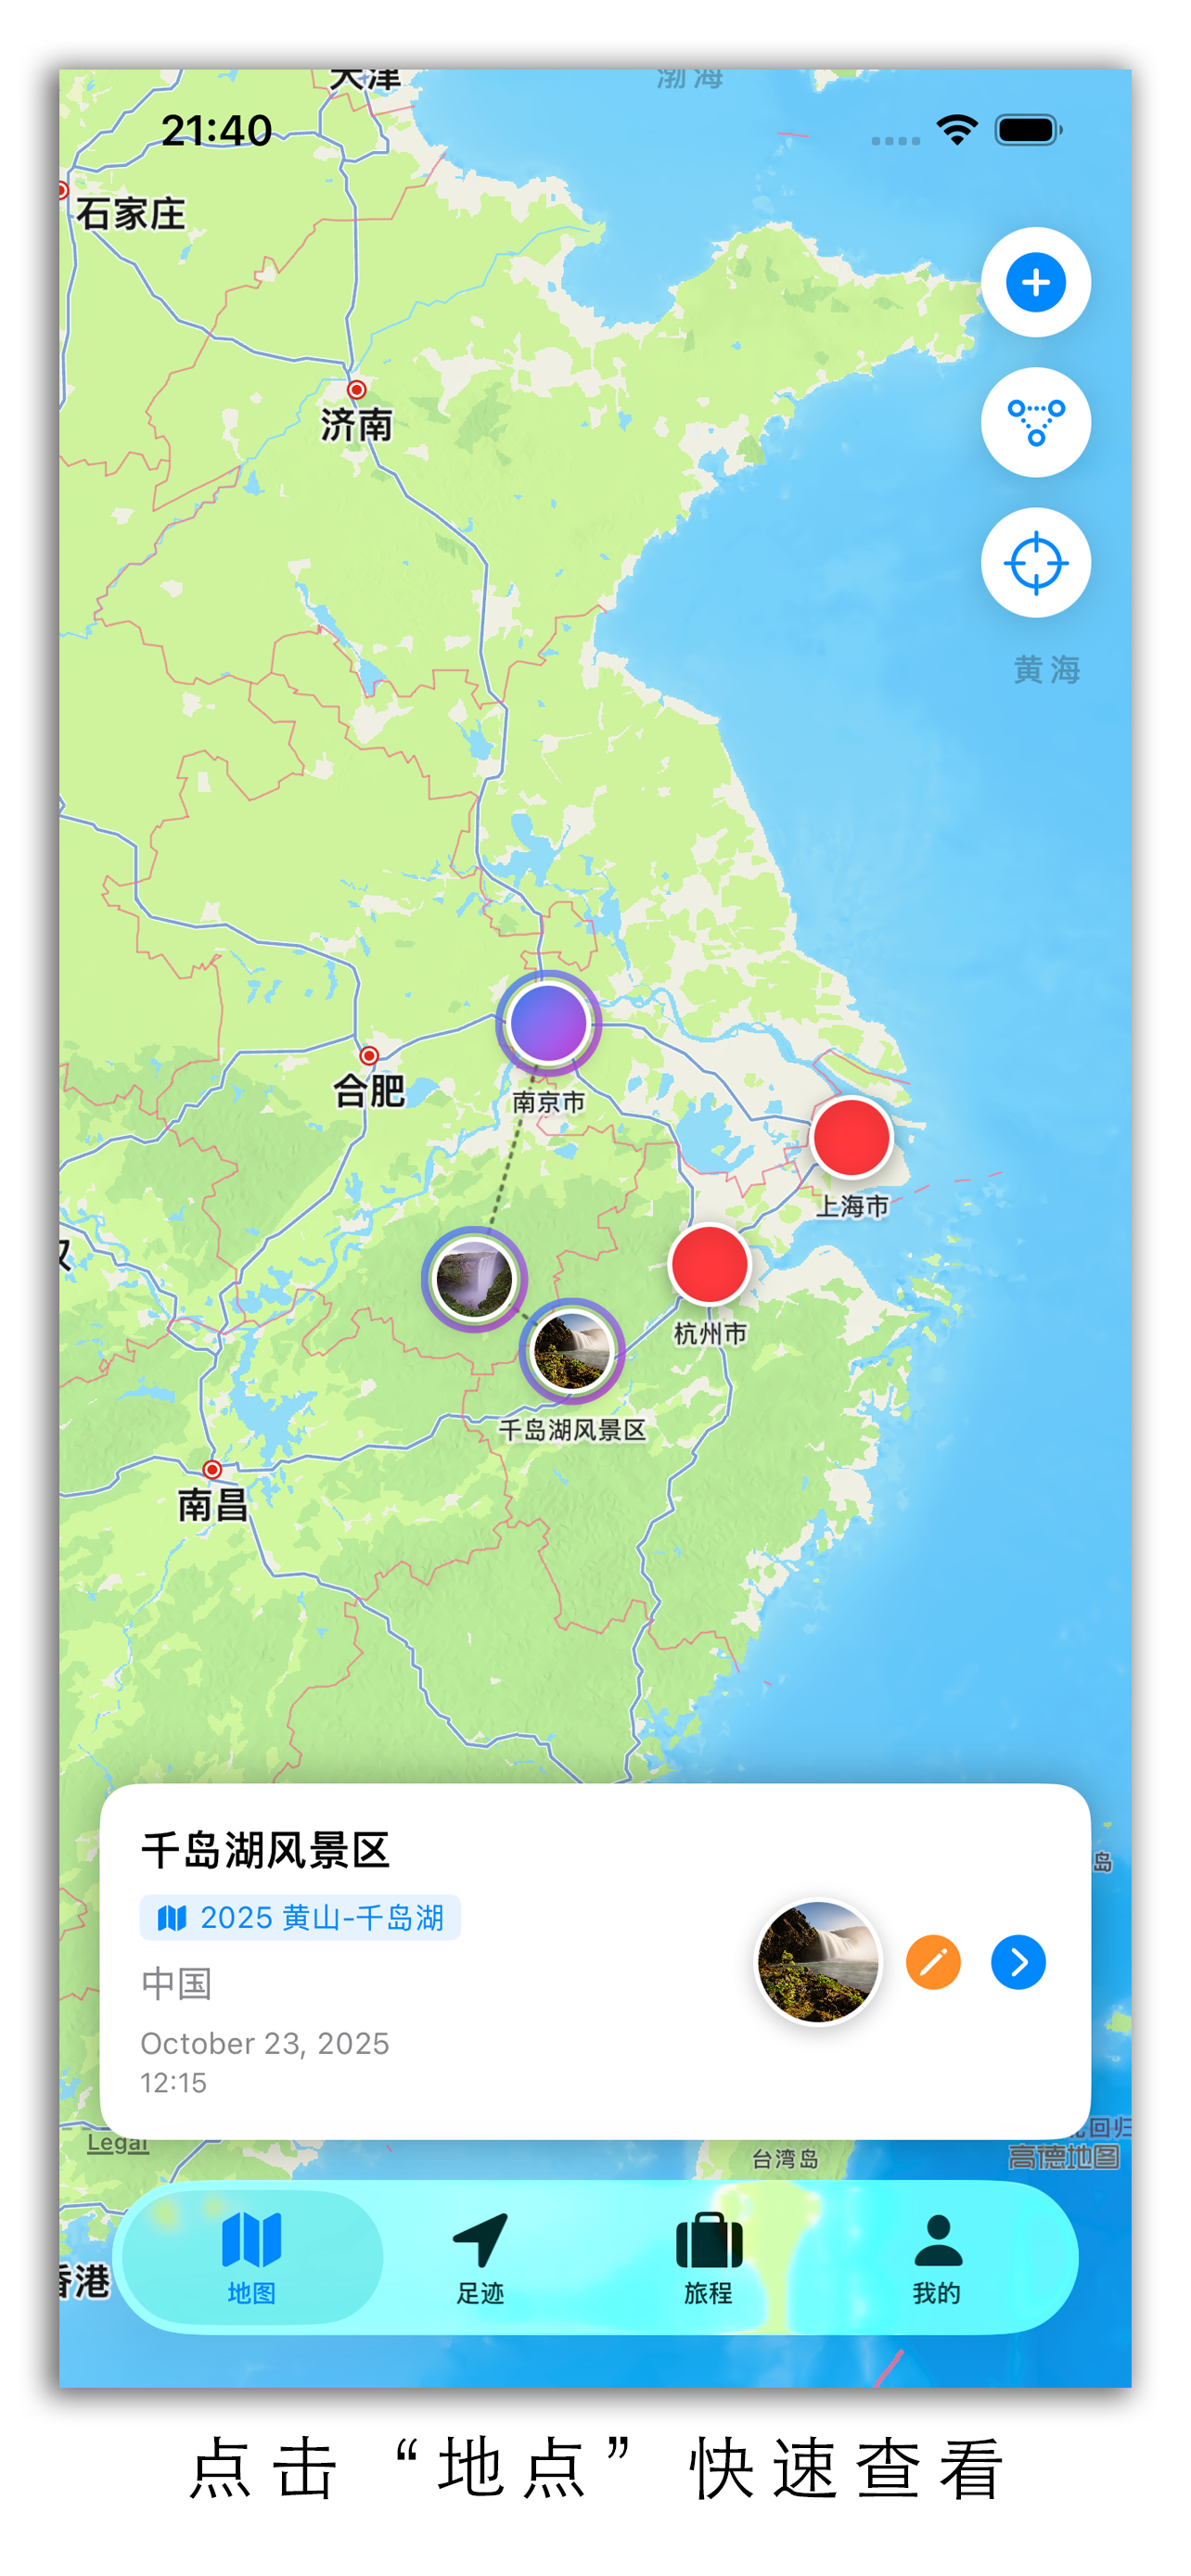 天津
渤海
21:40
石家庄
济南
黄海
南京市
合肥
上海市
杭州市
千岛湖风景区
南昌
千岛湖风景区
2025 黄山-千岛湖
中国
October 23, 2025
12:15
岛
Legal
北回归
台湾岛
高德地图
香港
地图
足迹
旅程
我的
点击“地点”快速查看